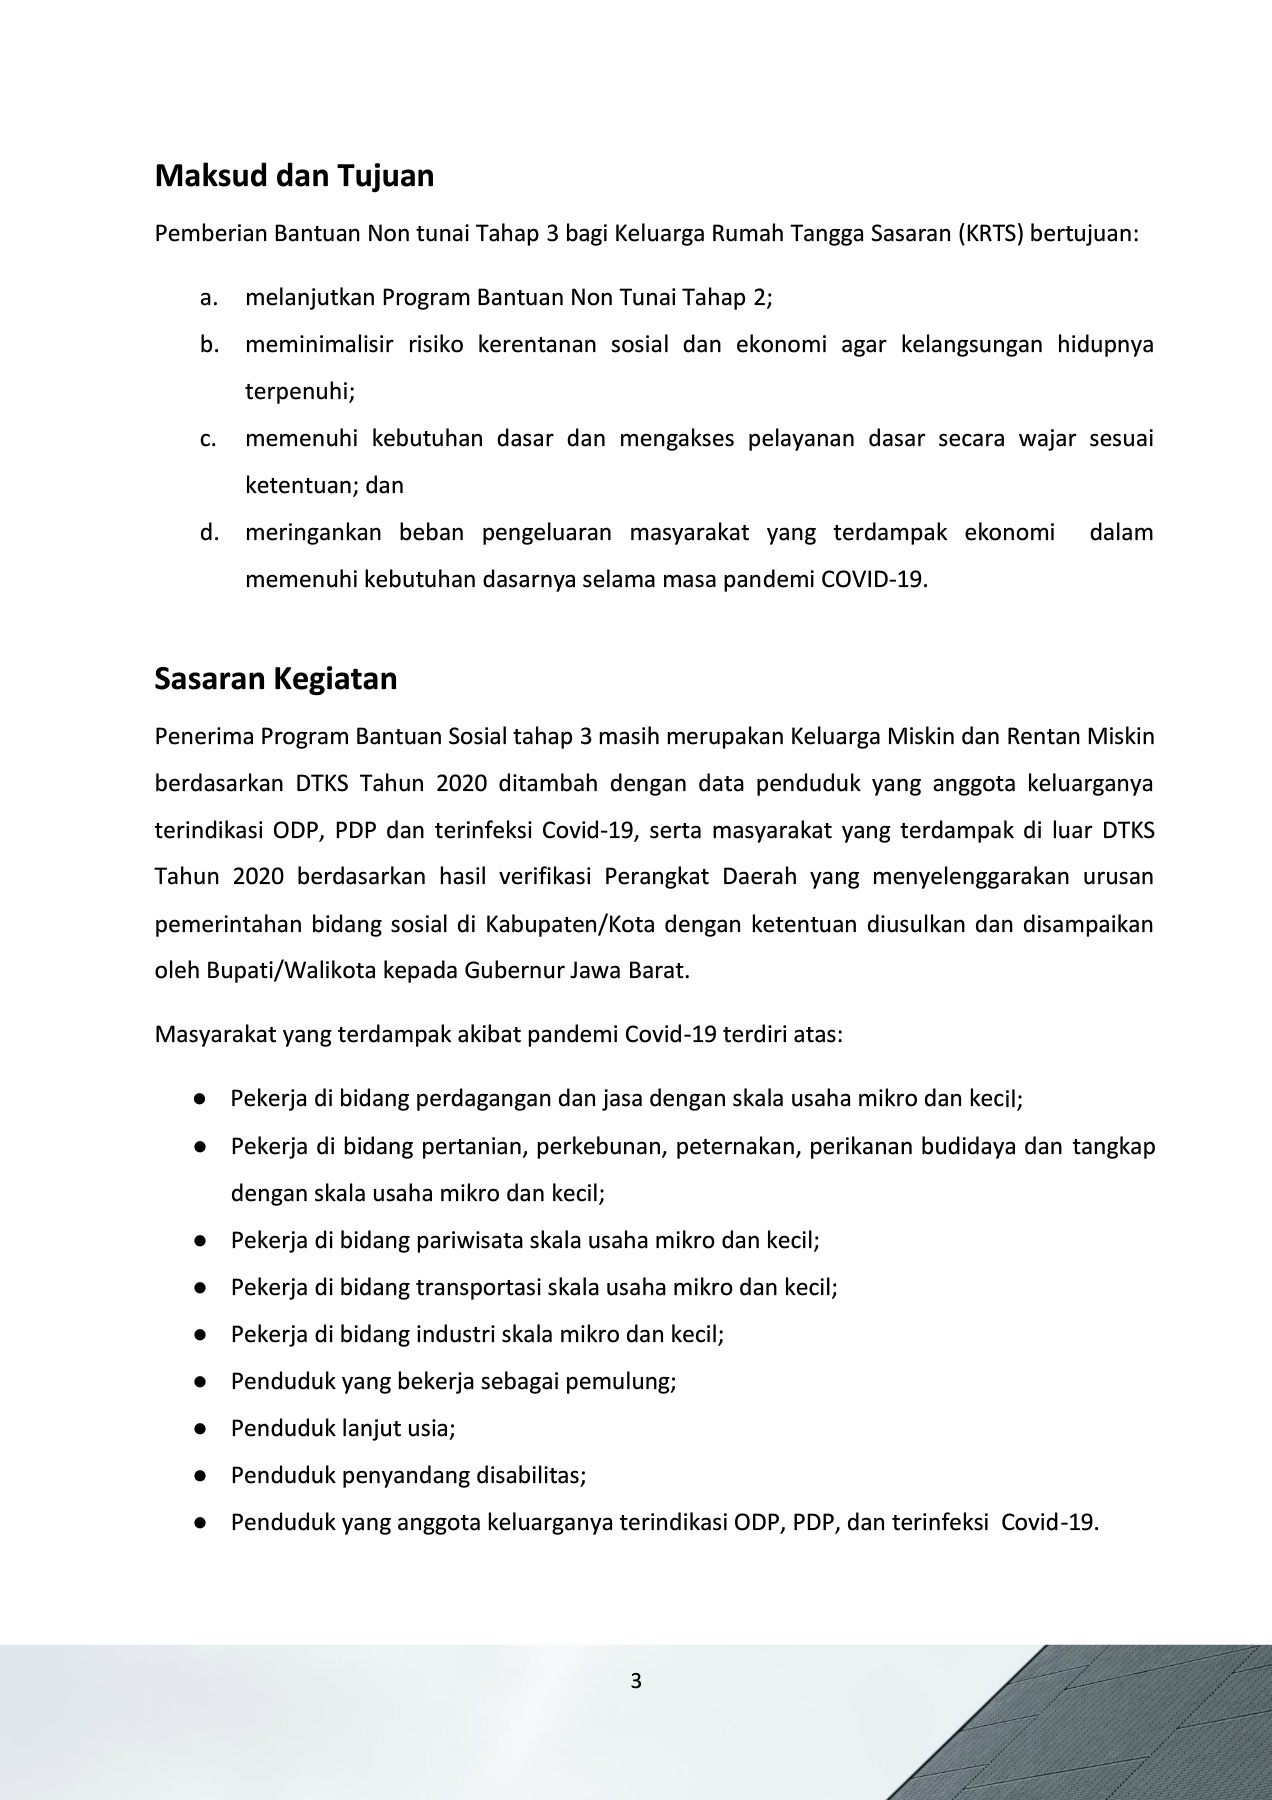 Maksud dan Tujuan
Pemberian Bantuan Non tunai Tahap 3 bagi Keluarga Rumah Tangga Sasaran (KRTS) bertujuan:
a. melanjutkan Program Bantuan Non Tunai Tahap 2;
b. meminimalisir risiko kerentanan sosial dan ekonomi agar kelangsungan hidupnya
terpenuhi;
c. memenuhi kebutuhan dasar dan mengakses pelayanan dasar secara wajar sesuai
ketentuan; dan
d. meringankan beban pengeluaran masyarakat yang terdampak ekonomi dalam
memenuhi kebutuhan dasarnya selama masa pandemi COVID-19.
Sasaran Kegiatan
Penerima Program Bantuan Sosial tahap 3 masih merupakan Keluarga Miskin dan Rentan Miskin
berdasarkan DTKS Tahun 2020 ditambah dengan data penduduk yang anggota keluarganya
terindikasi ODP, PDP dan terinfeksi Covid-19, serta masyarakat yang terdampak di luar DTKS
Tahun 2020 berdasarkan hasil verifikasi Perangkat Daerah yang menyelenggarakan urusan
pemerintahan bidang sosial di Kabupaten/Kota dengan ketentuan diusulkan dan disampaikan
oleh Bupati/Walikota kepada Gubernur Jawa Barat.
Masyarakat yang terdampak akibat pandemi Covid-19 terdiri atas:
● Pekerja di bidang perdagangan dan jasa dengan skala usaha mikro dan kecil;
● Pekerja di bidang pertanian, perkebunan, peternakan, perikanan budidaya dan tangkap
dengan skala usaha mikro dan kecil;
● Pekerja di bidang pariwisata skala usaha mikro dan kecil;
● Pekerja di bidang transportasi skala usaha mikro dan kecil;
● Pekerja di bidang industri skala mikro dan kecil;
● Penduduk yang bekerja sebagai pemulung;
● Penduduk lanjut usia;
● Penduduk penyandang disabilitas;
● Penduduk yang anggota keluarganya terindikasi ODP, PDP, dan terinfeksi Covid-19.
3